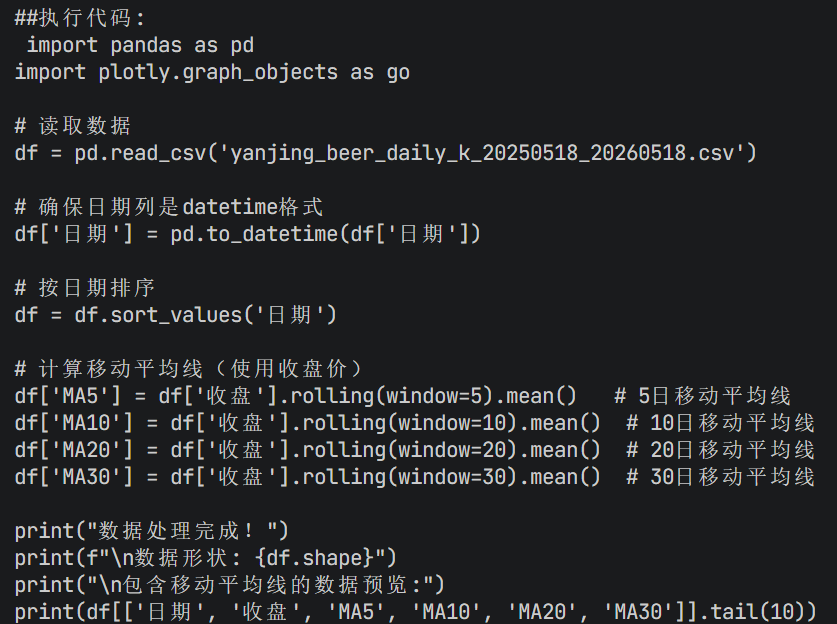 ##执行代码:
 import pandas as pd
import plotly.graph_objects as go

# 读取数据
df = pd.read_csv('yanjing_beer_daily_k_20250518_20260518.csv')

# 确保日期列是datetime格式
df['日期'] = pd.to_datetime(df['日期'])

# 按日期排序
df = df.sort_values('日期')

# 计算移动平均线（使用收盘价）
df['MA5'] = df['收盘'].rolling(window=5).mean()   # 5日移动平均线
df['MA10'] = df['收盘'].rolling(window=10).mean()  # 10日移动平均线
df['MA20'] = df['收盘'].rolling(window=20).mean()  # 20日移动平均线
df['MA30'] = df['收盘'].rolling(window=30).mean()  # 30日移动平均线

print("数据处理完成！")
print(f"\n数据形状: {df.shape}")
print("\n包含移动平均线的数据预览:")
print(df[['日期', '收盘', 'MA5', 'MA10', 'MA20', 'MA30']].tail(10))